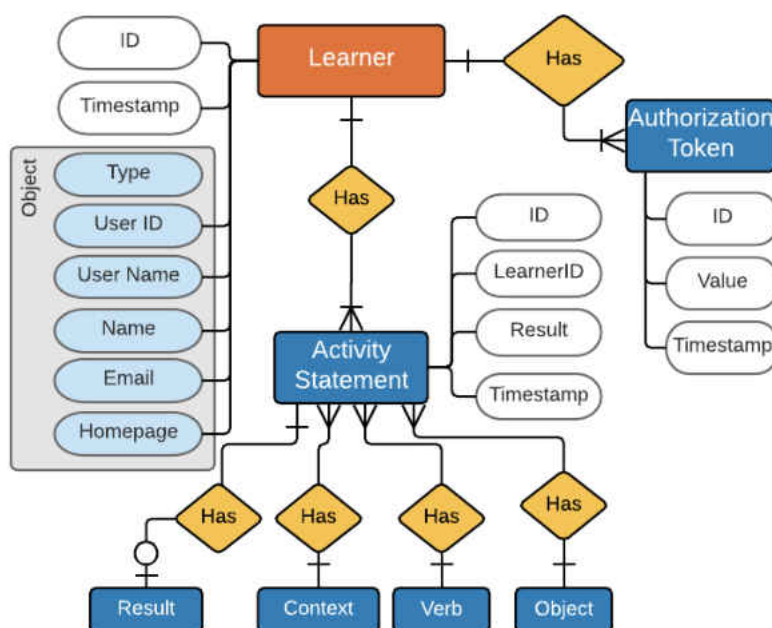 ID
Learner
Has
Timestamp
Authorization
Token
Object
Type
User ID
User Name
Name
Email
Homepage
Has
ID
LearnerID
Result
Timestamp
ID
Value
Timestamp
Activity
Statement
Has
Has
Has
Has
Result
Context
Verb
Object